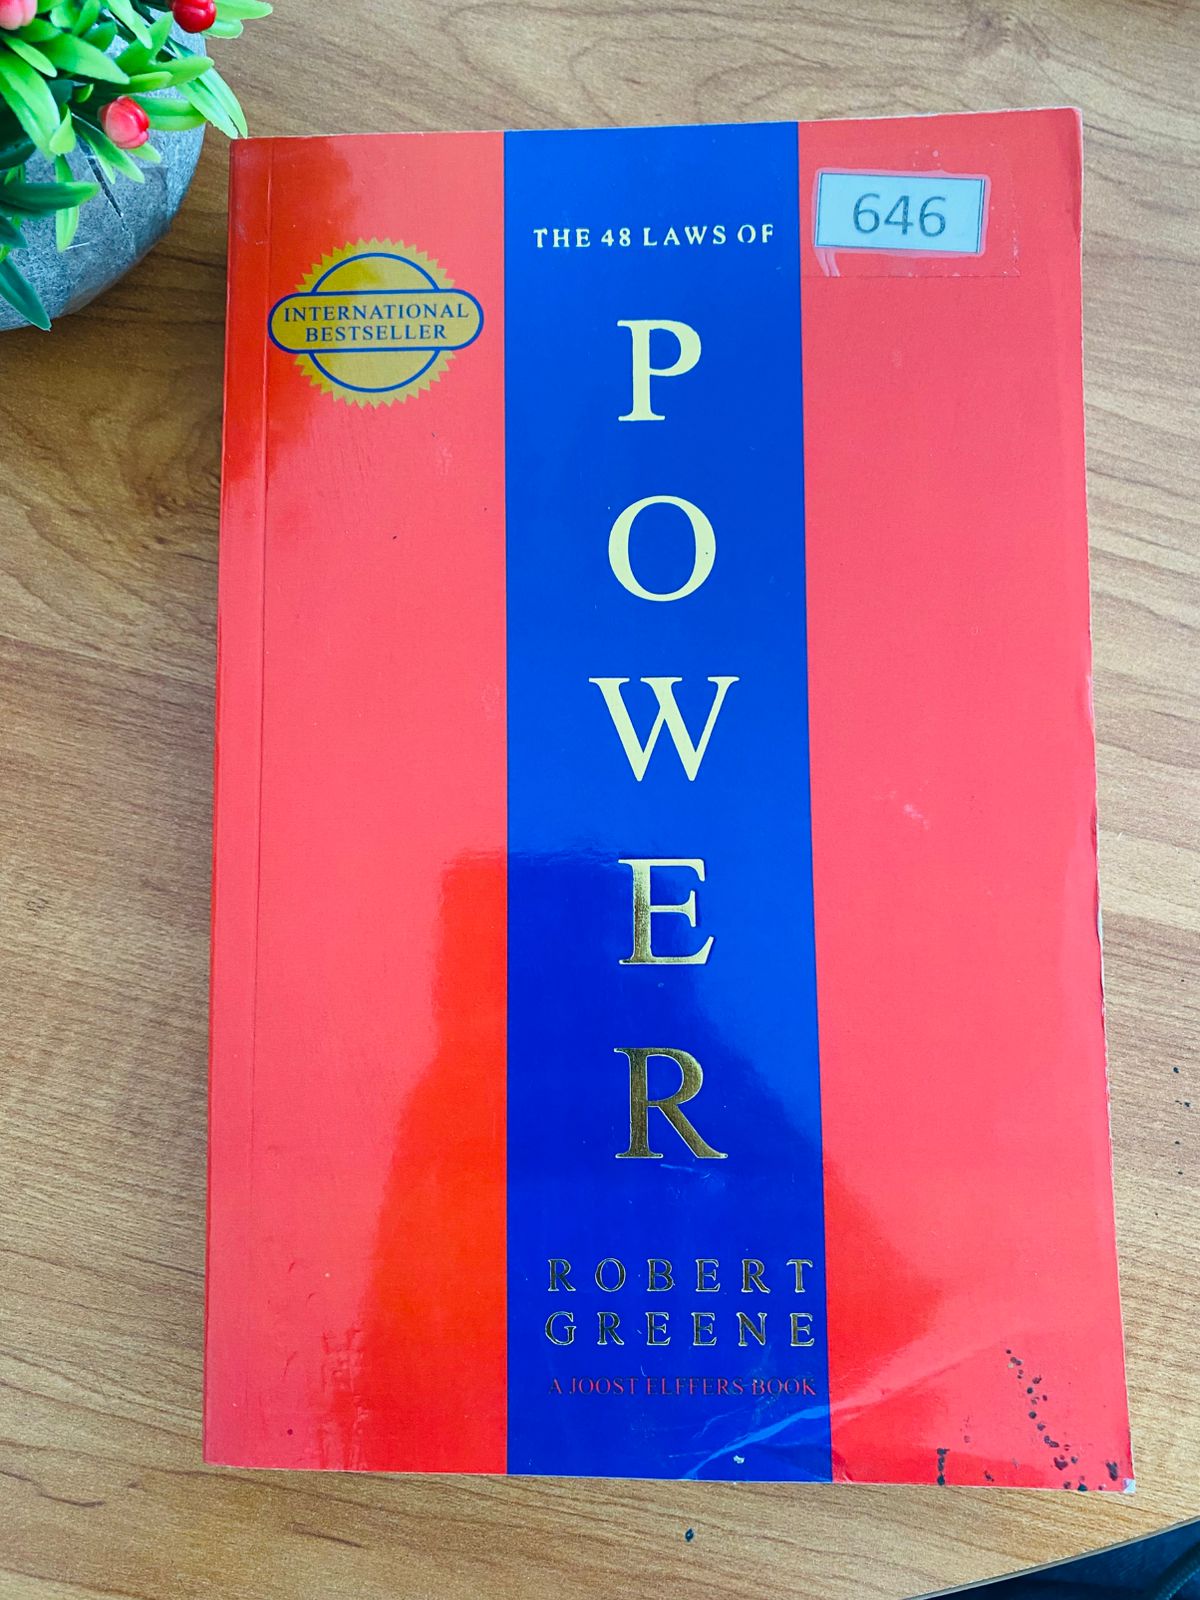 THE 48 LAWS OF
646
INTERNATIONAL
BESTSELLER
P
O
W
E
R
ROBERT
GREENE
A JOOST ELFFERS BOOK